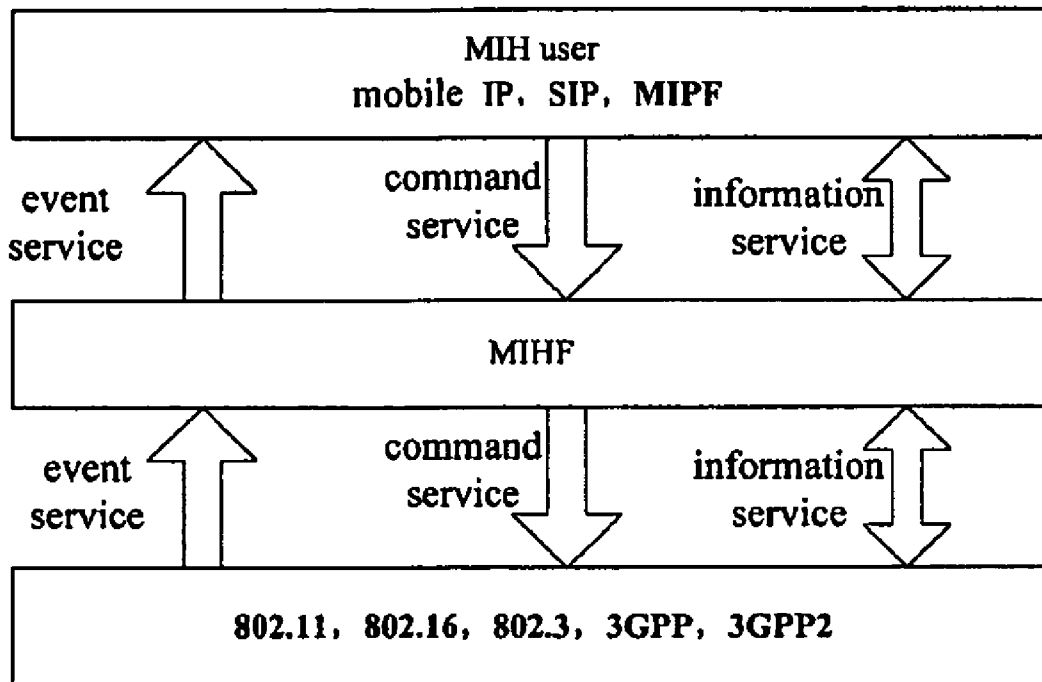 MIH user
mobile IP, SIP, MIPF
event
service
command
service
information
service
MIHF
event
service
command
service
information
service
802.11, 802.16, 802.3, 3GPP, 3GPP2